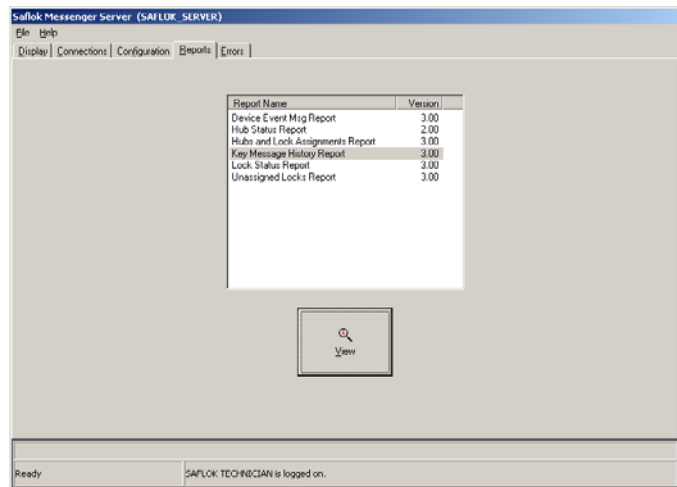 Saflok Messenger Server (SAFLOK_SERVER)
File Help
Display Connections Configuration Reports Errors
Report Name Version
Device Event Msg Report 3.00
Hub Status Report 2.00
Hubs and Lock Assignments Report 3.00
Key Message History Report 3.00
Lock Status Report 3.00
Unassigned Locks Report 3.00
View
Ready SAFLOK TECHNICIAN is logged on.